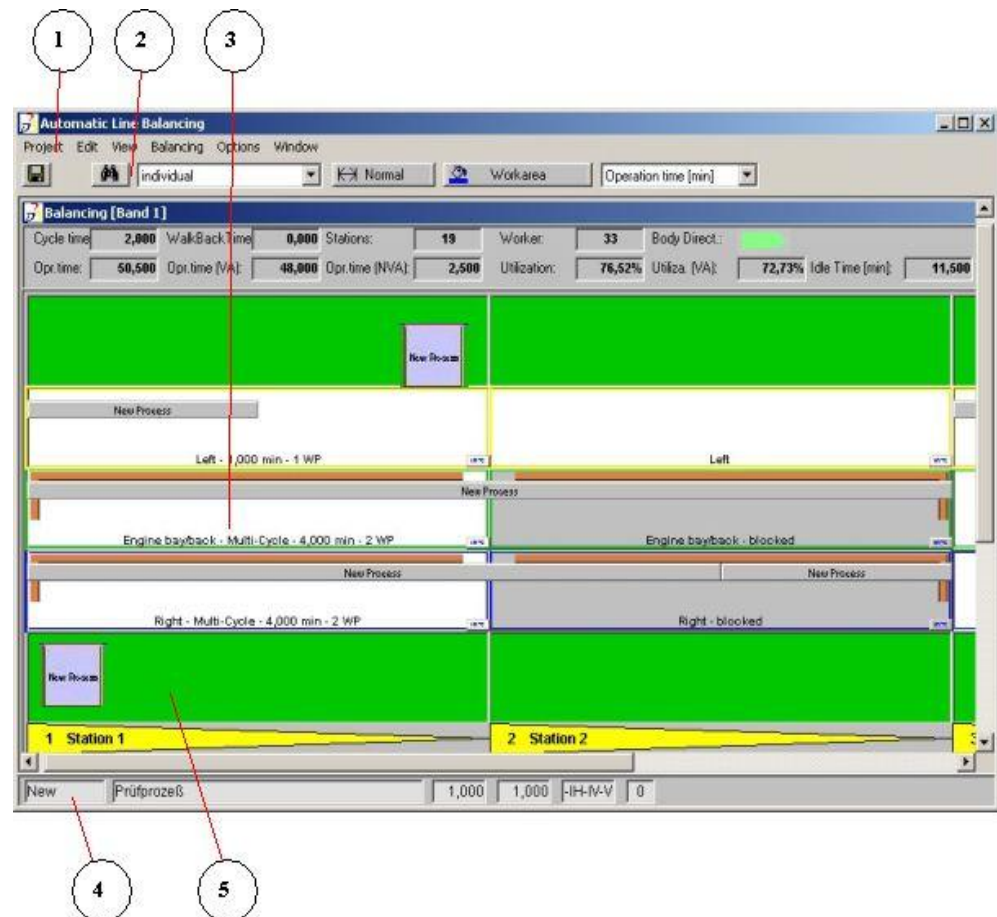 1 2 3
Automatic Line Balancing
Project Edit View Balancing Options Window
individual Normal Workarea Operation time [min]
Balancing [Band 1]
Cycle time 2,000 WalkBackTime 0,000 Stations: 19 Worker: 33 Body Direct.:
Opr.time: 50,500 Opr.time (VA): 48,000 Opr.time (NVA): 2,500 Utilization: 76,52% Utiliza. (VA): 72,73% Idle Time [min]: 11,500
New Process
New Process
Left - 1,000 min - 1 WP Left
New Process
Engine bay/back - Multi-Cycle - 4,000 min - 2 WP Engine bay/back - blocked
New Process New Process
Right - Multi-Cycle - 4,000 min - 2 WP Right - blocked
New Process
1 Station 1 2 Station 2 3
New Prüfprozeß 1,000 1,000 -IH-IV-V 0
4 5